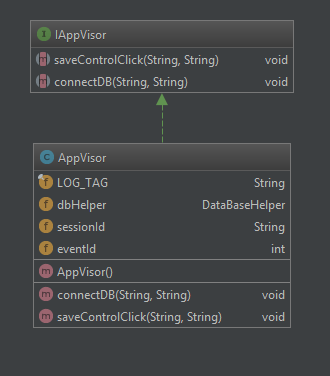 I IAppVisor
m saveControlClick(String, String) void
m connectDB(String, String) void
C AppVisor
f LOG_TAG String
f dbHelper DataBaseHelper
f sessionId String
f eventId int
m AppVisor()
m connectDB(String, String) void
m saveControlClick(String, String) void